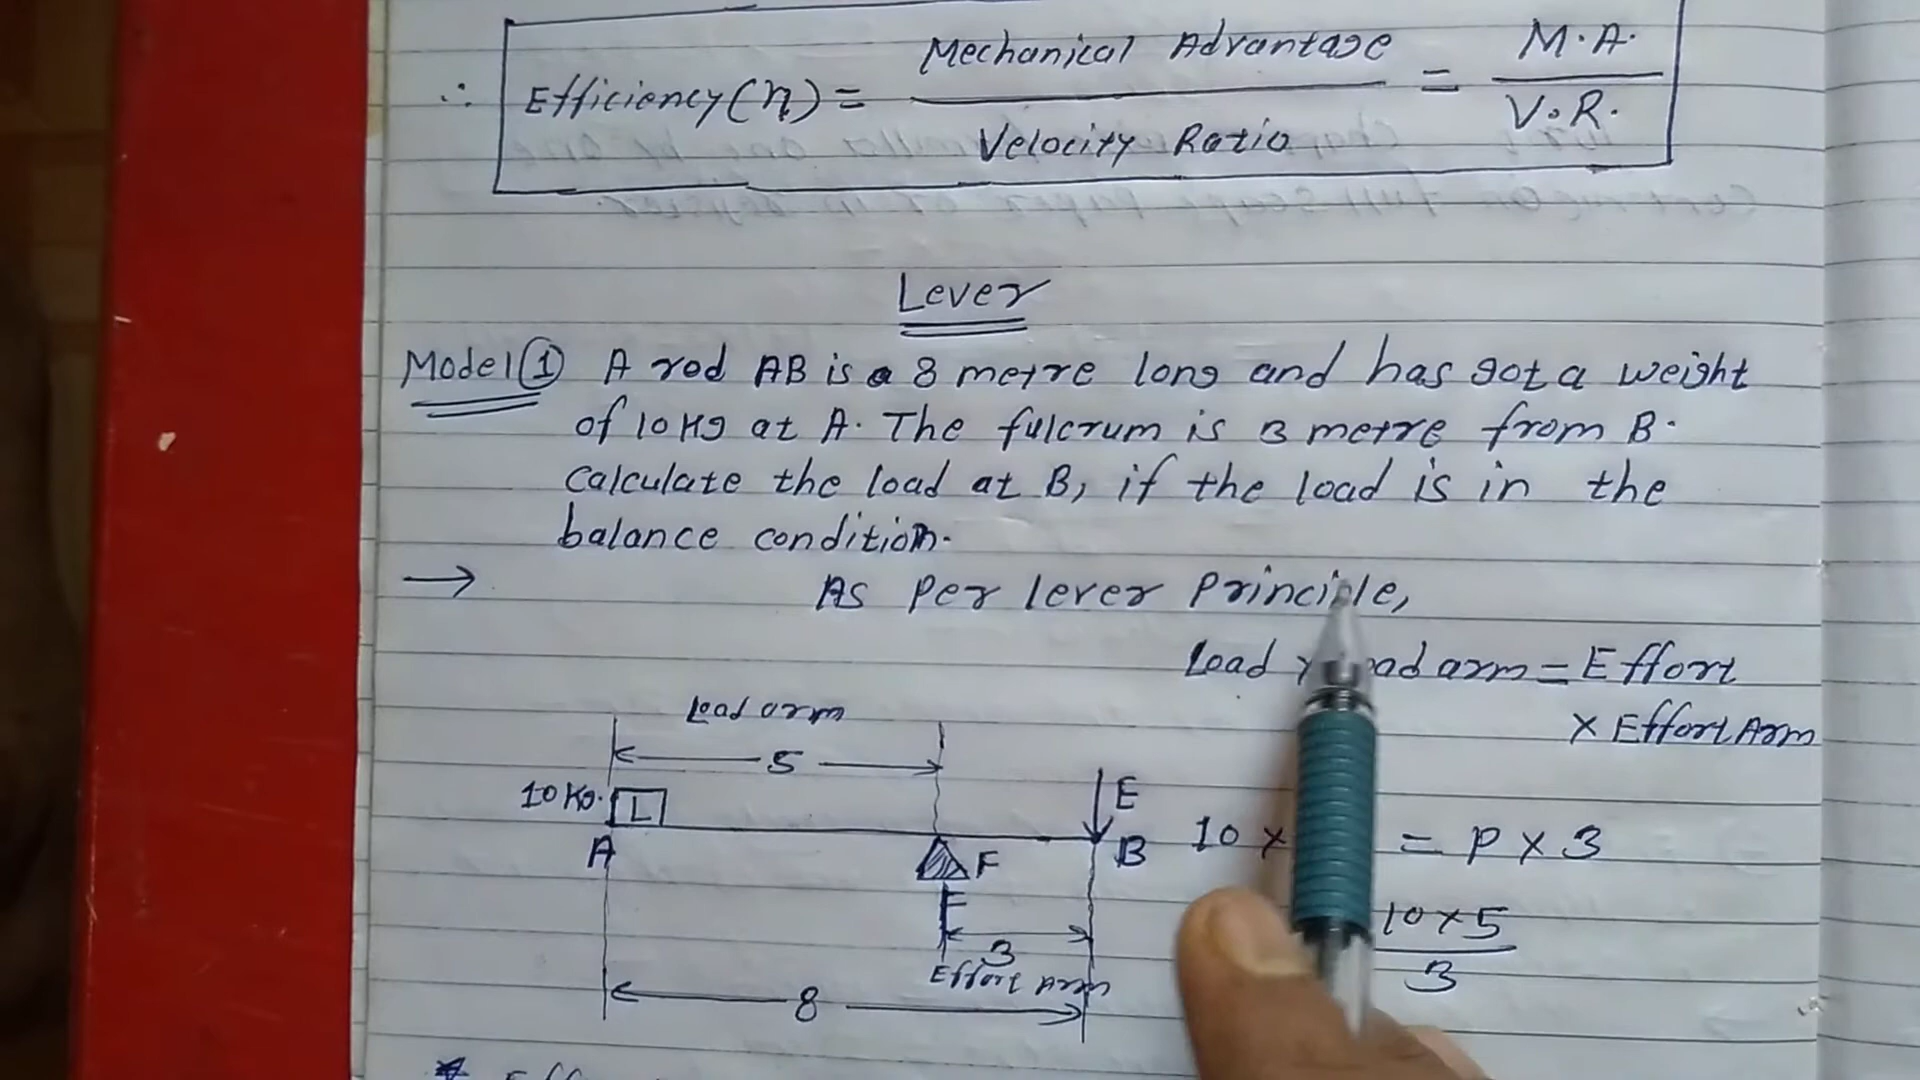 ∴ Efficiency(η) = Mechanical Advantage / Velocity Ratio = M.A. / V.R.
Lever
Model ① A rod AB is a 8 metre long and has got a weight
of 10 Kg at A. The fulcrum is 3 metre from B.
calculate the load at B, if the load is in the
balance condition.
→ As per lever principle,
Load × arm = Effort
× Effort Arm
Load arm
5
10 Kg. L
E
A
F
B
10 × = P × 3
3
Effort Arm
10 × 5
3
8